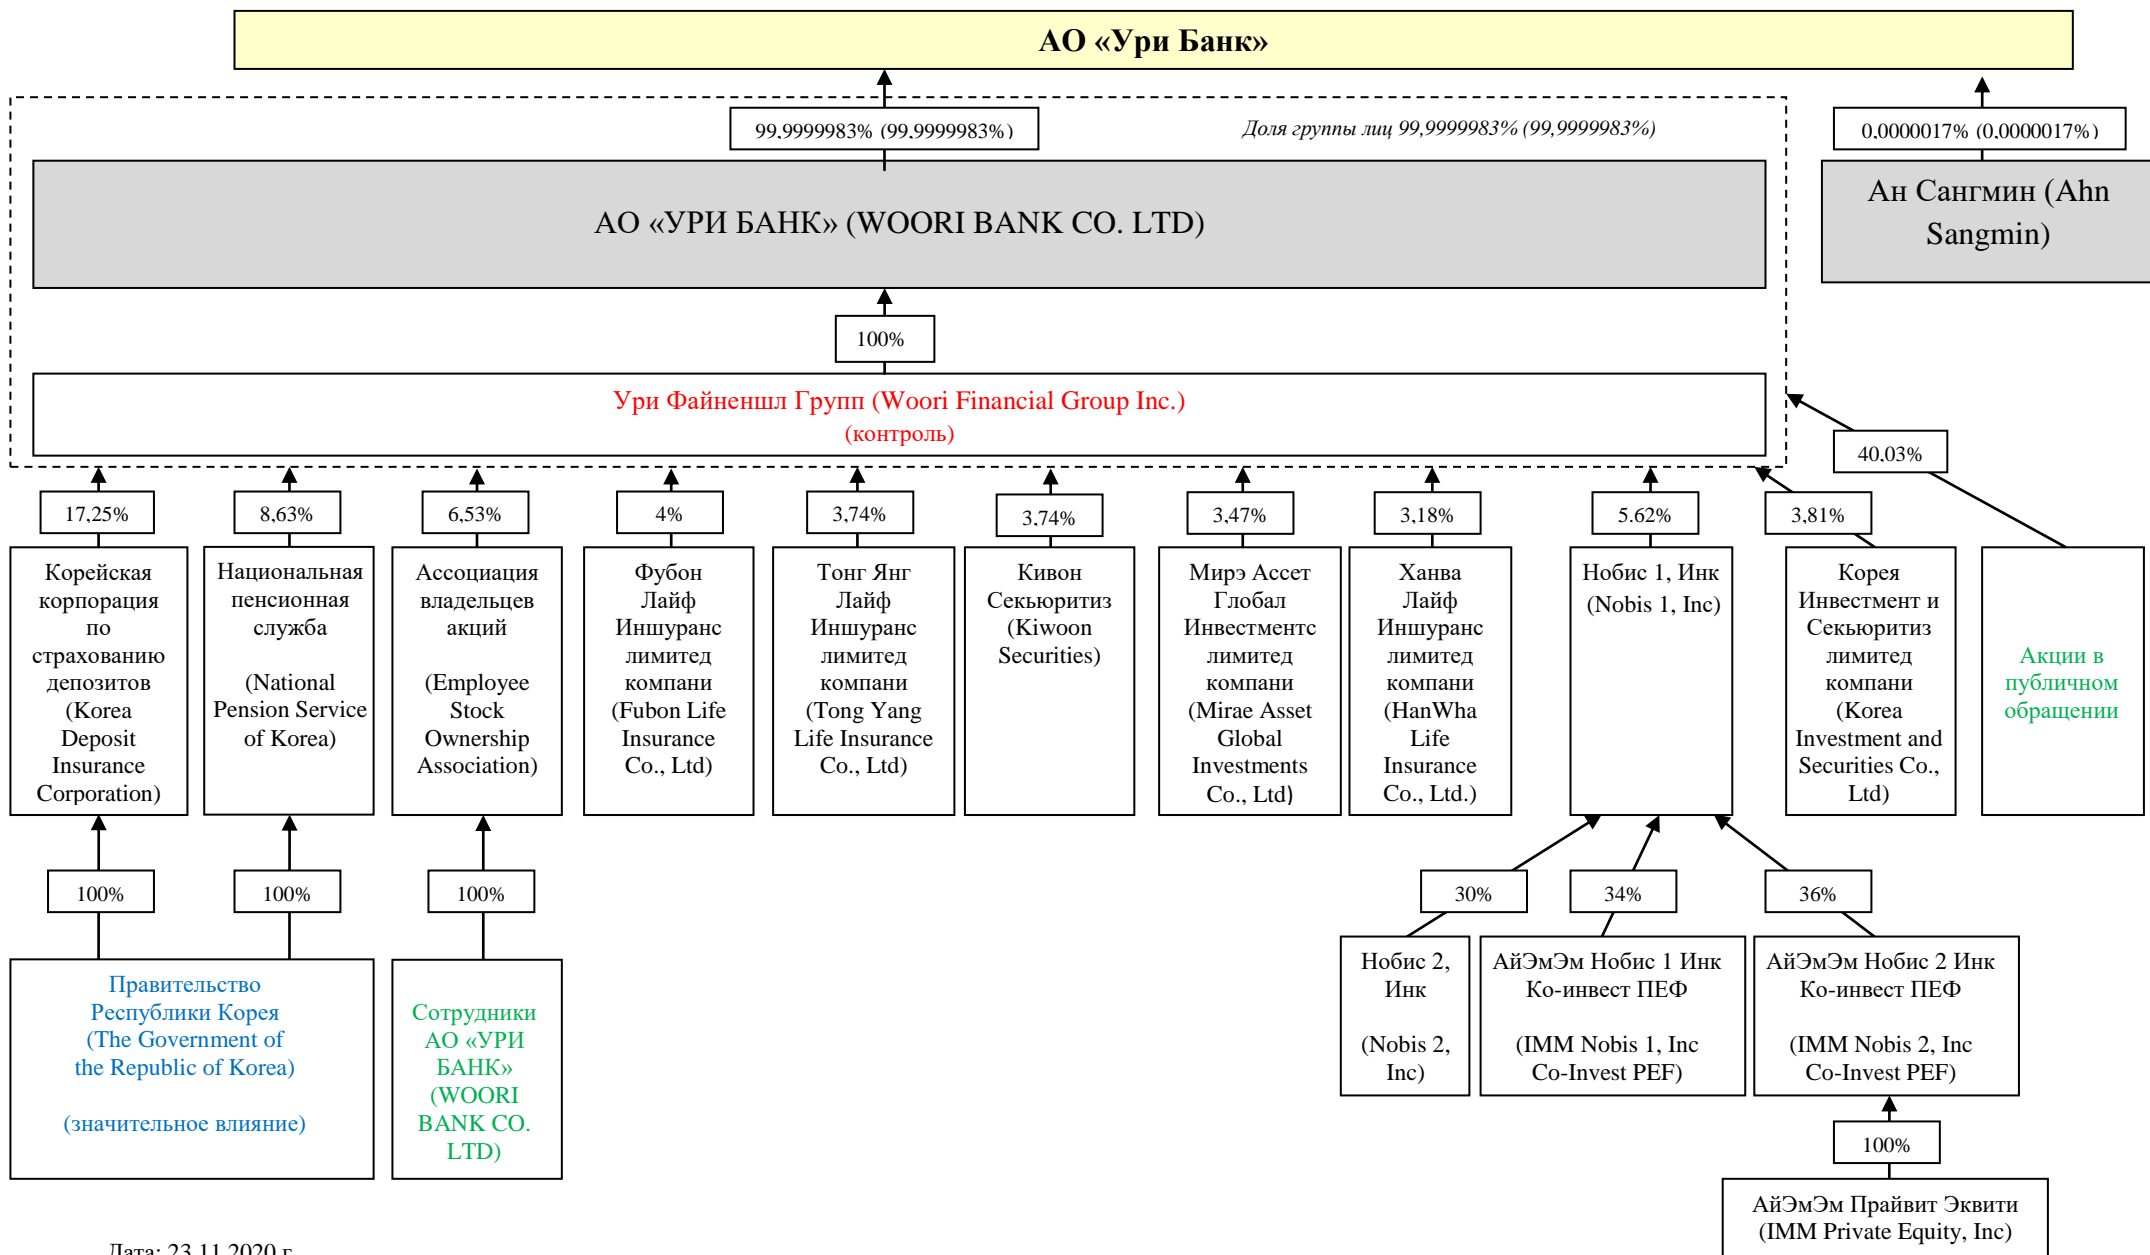 АО «Ури Банк»
99,9999983% (99,9999983%)
Доля группы лиц 99,9999983% (99,9999983%)
0,0000017% (0,0000017%)
АО «УРИ БАНК» (WOORI BANK CO. LTD)
Ан Сангмин (Ahn
Sangmin)
100%
Ури Файненшл Групп (Woori Financial Group Inc.)
(контроль)
40,03%
17,25%
8,63%
6,53%
4%
3,74%
3,74%
3,47%
3,18%
5.62%
3,81%
Корейская
корпорация
по
страхованию
депозитов
(Korea
Deposit
Insurance
Corporation)
Национальная
пенсионная
служба
(National
Pension Service
of Korea)
Ассоциация
владельцев
акций
(Employee
Stock
Ownership
Association)
Фубон
Лайф
Иншуранс
лимитед
компани
(Fubon Life
Insurance
Co., Ltd)
Тонг Янг
Лайф
Иншуранс
лимитед
компани
(Tong Yang
Life Insurance
Co., Ltd)
Кивон
Секьюритиз
(Kiwoon
Securities)
Мирэ Ассет
Глобал
Инвестментс
лимитед
компани
(Mirae Asset
Global
Investments
Co., Ltd)
Ханва
Лайф
Иншуранс
лимитед
компани
(HanWha
Life
Insurance
Co., Ltd.)
Нобис 1, Инк
(Nobis 1, Inc)
Корея
Инвестмент и
Секьюритиз
лимитед
компани
(Korea
Investment and
Securities Co.,
Ltd)
Акции в
публичном
обращении
100%
100%
100%
30%
34%
36%
Правительство
Республики Корея
(The Government of
the Republic of Korea)
(значительное влияние)
Сотрудники
АО «УРИ
БАНК»
(WOORI
BANK CO.
LTD)
Нобис 2,
Инк
(Nobis 2,
Inc)
АйЭмЭм Нобис 1 Инк
Ко-инвест ПЕФ
(IMM Nobis 1, Inc
Co-Invest PEF)
АйЭмЭм Нобис 2 Инк
Ко-инвест ПЕФ
(IMM Nobis 2, Inc
Co-Invest PEF)
100%
АйЭмЭм Прайвит Эквити
(IMM Private Equity, Inc)
Дата: 23.11.2020 г.